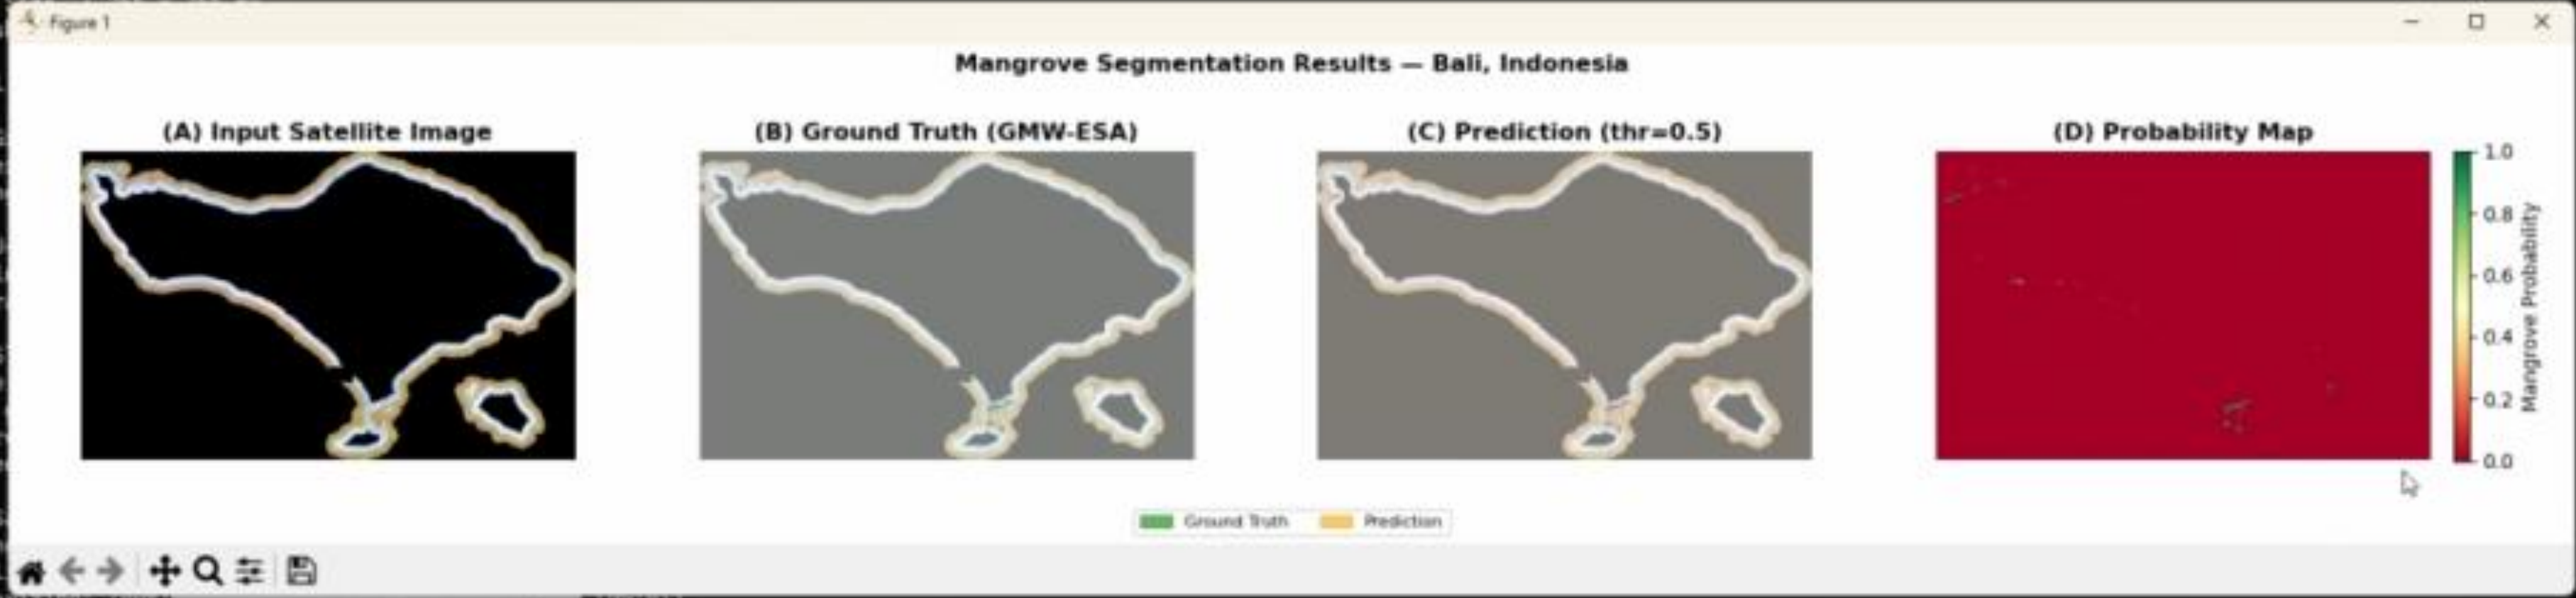 Figure 1
Mangrove Segmentation Results — Bali, Indonesia
(A) Input Satellite Image
(B) Ground Truth (GMW-ESA)
(C) Prediction (thr=0.5)
(D) Probability Map
1.0
0.8
0.6
0.4
0.2
0.0
Mangrove Probability
Ground Truth
Prediction